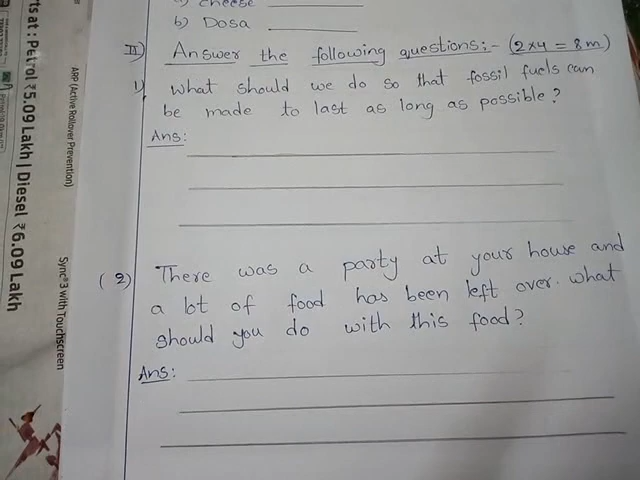 a) cheese
b) Dosa
II) Answer the following questions:- (2x4 = 8m)
1) What should we do so that fossil fuels can
be made to last as long as possible?
Ans:
(2) There was a party at your house and
a lot of food has been left over. what
should you do with this food?
Ans:
rts at : Petrol ₹5.09 Lakh | Diesel ₹6.09 Lakh
ARP (Active Rollover Prevention)
Sync® 3 with Touchscreen